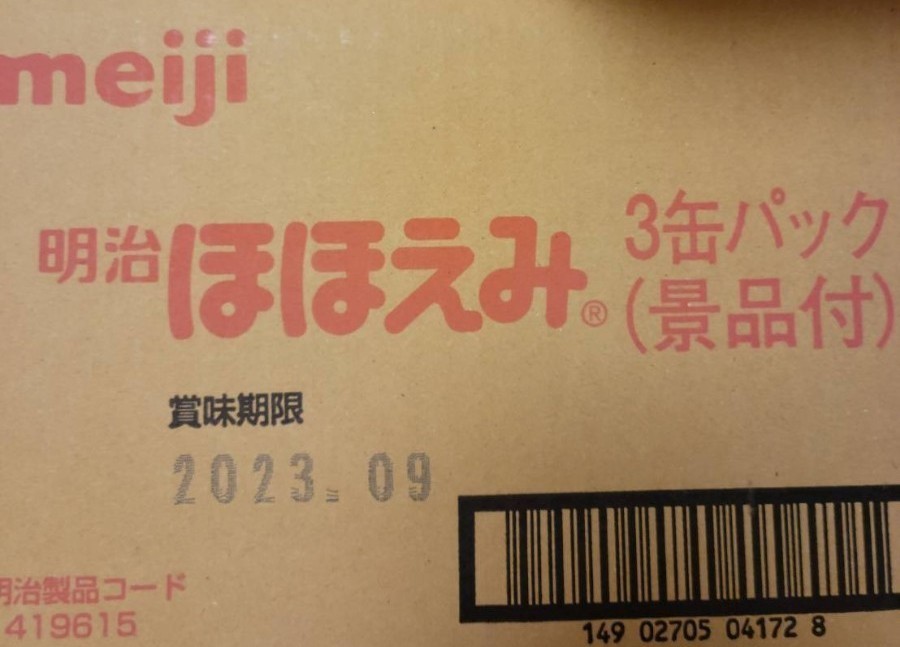 meiji
明治ほほえみ® 3缶パック
(景品付)
賞味期限
2023.09
明治製品コード
419615
149 02705 04172 8